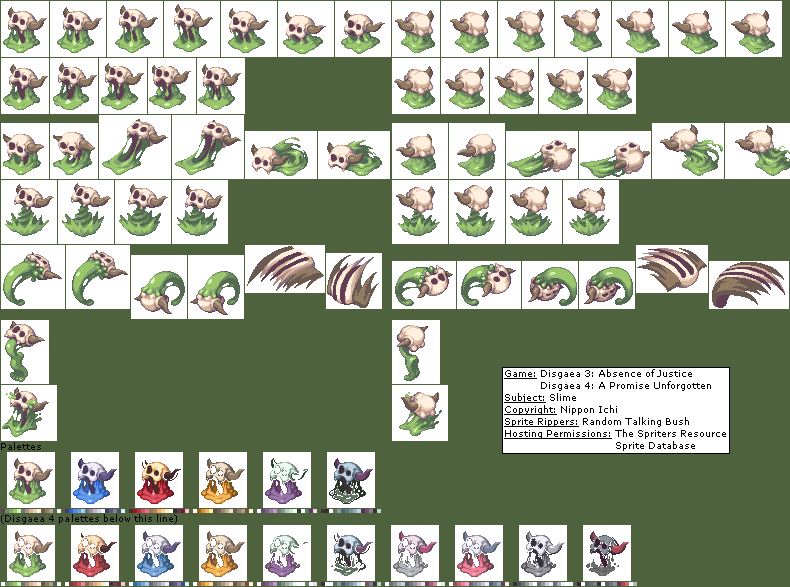 Game: Disgaea 3: Absence of Justice
Disgaea 4: A Promise Unforgotten
Subject: Slime
Copyright: Nippon Ichi
Sprite Rippers: Random Talking Bush
Hosting Permissions: The Spriters Resource
Sprite Database
Palettes
(Disgaea 4 palettes below this line)